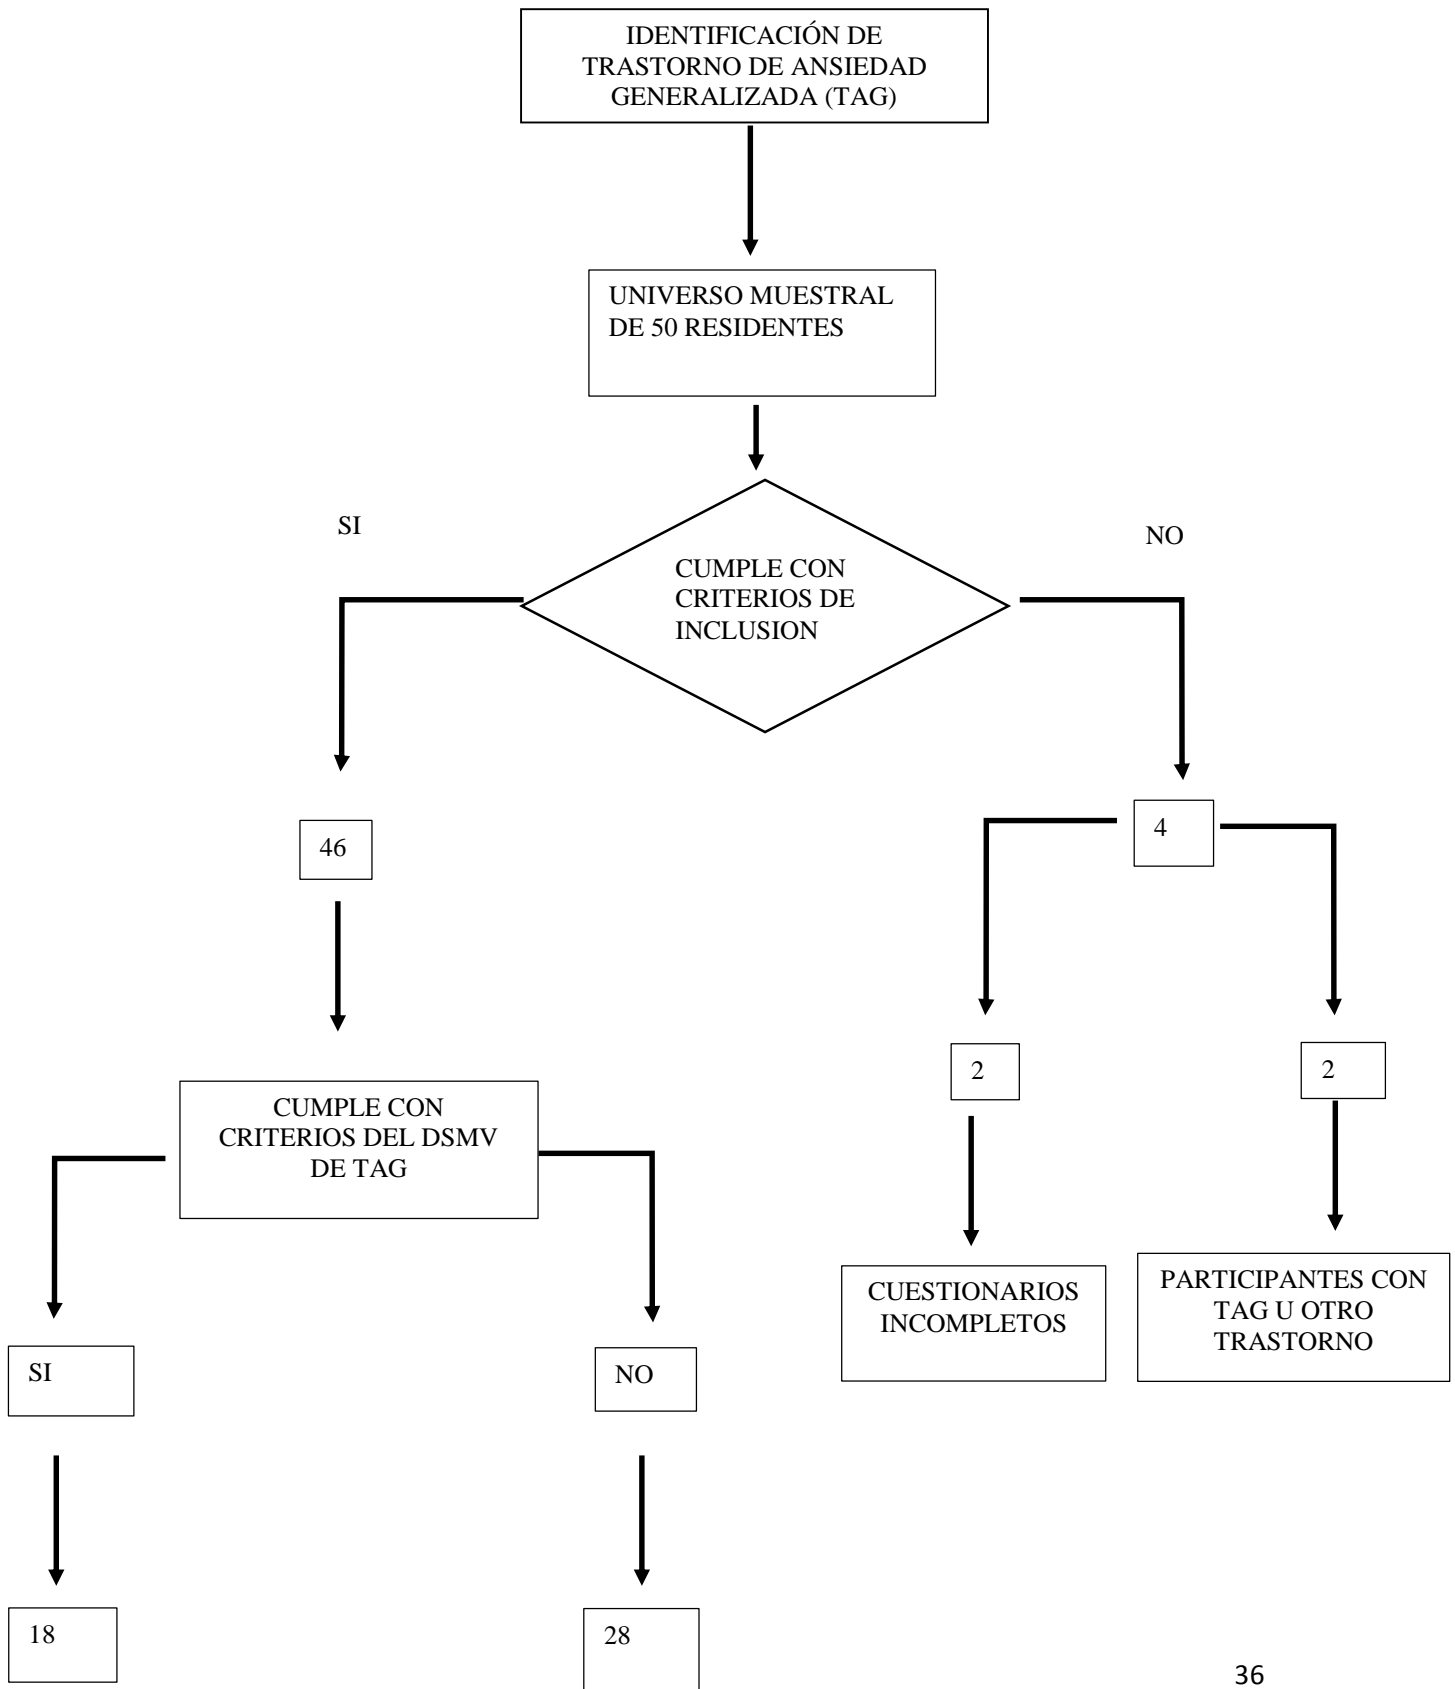 IDENTIFICACIÓN DE
TRASTORNO DE ANSIEDAD
GENERALIZADA (TAG)
UNIVERSO MUESTRAL
DE 50 RESIDENTES
SI
NO
CUMPLE CON
CRITERIOS DE
INCLUSION
46
4
2
2
CUMPLE CON
CRITERIOS DEL DSMV
DE TAG
CUESTIONARIOS
INCOMPLETOS
PARTICIPANTES CON
TAG U OTRO
TRASTORNO
SI
NO
18
28
36